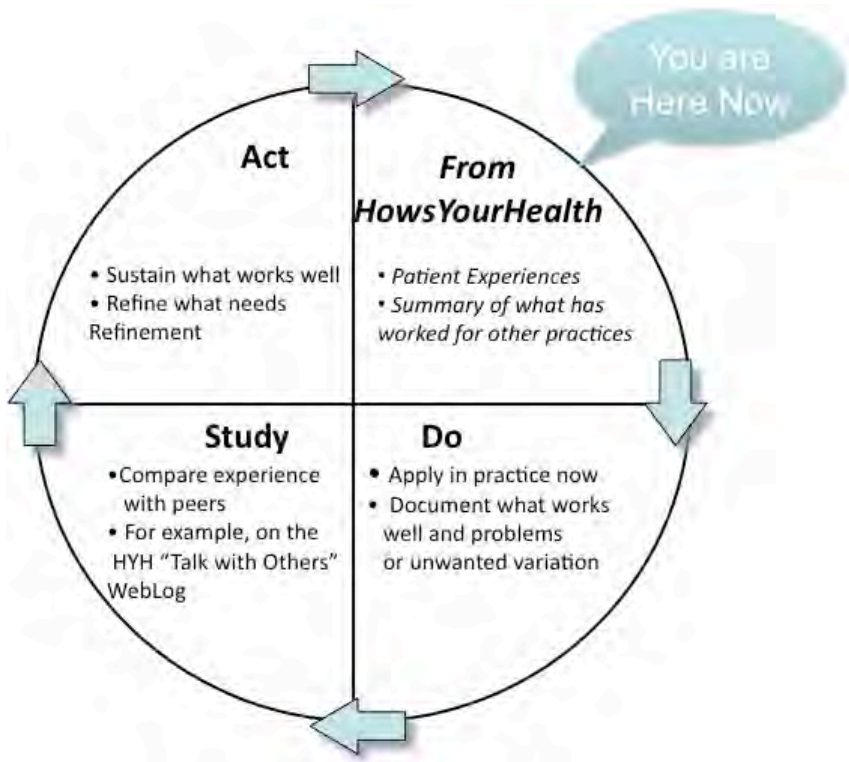 You are
Here Now
Act
• Sustain what works well
• Refine what needs
Refinement
From
HowsYourHealth
• Patient Experiences
• Summary of what has
worked for other practices
Study
•Compare experience
with peers
• For example, on the
HYH “Talk with Others”
WebLog
Do
• Apply in practice now
• Document what works
well and problems
or unwanted variation